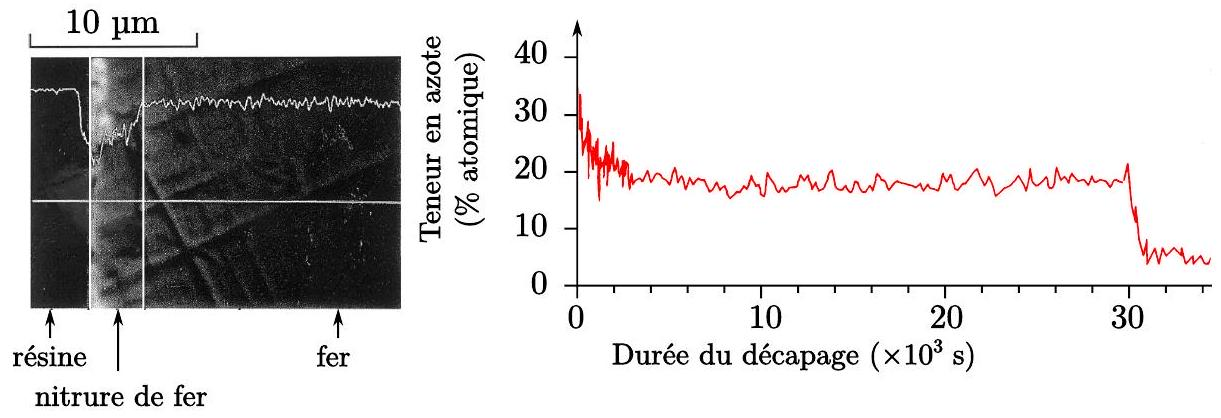 10 µm
résine
nitrure de fer
fer
Teneur en azote
(% atomique)
40
30
20
10
0
0
10
20
30
Durée du décapage (×10³ s)